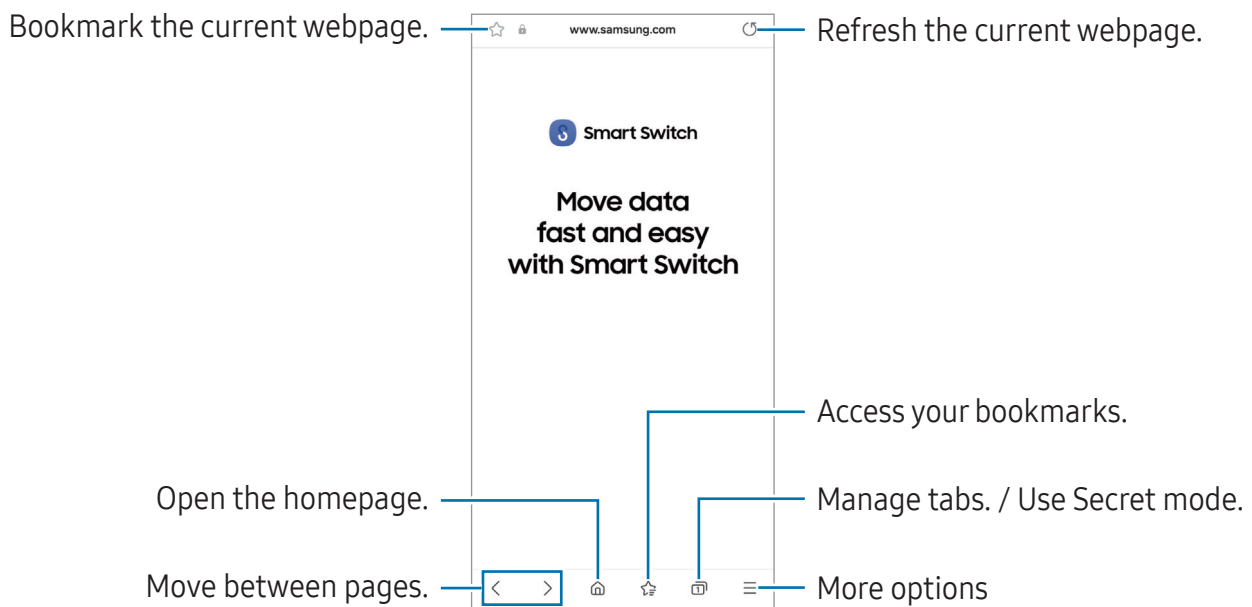 Bookmark the current webpage.
www.samsung.com
Refresh the current webpage.
Smart Switch
Move data
fast and easy
with Smart Switch
Access your bookmarks.
Open the homepage.
Manage tabs. / Use Secret mode.
Move between pages.
1
More options